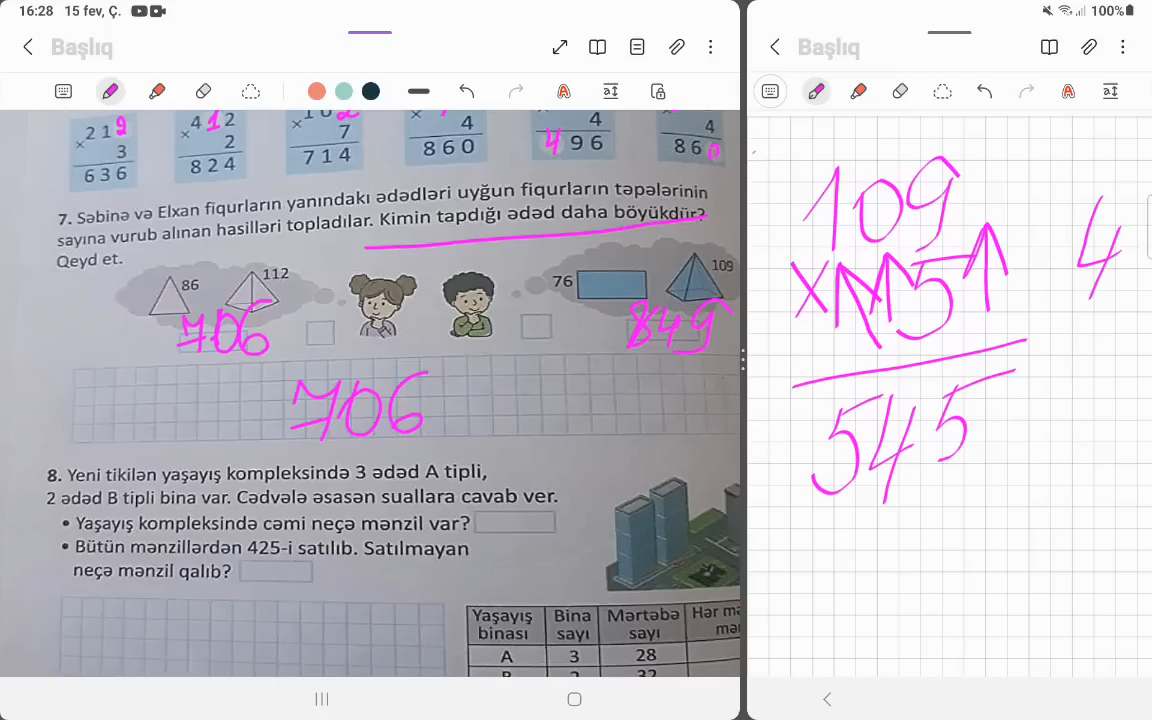 16:28 15 fev, Ç.
100%
Başlıq
Başlıq
219
× 3
636
412
× 2
824
102
× 7
714
× 4
860
× 4
496
× 4
860
7. Səbinə və Elxan fiqurların yanındakı ədədləri uyğun fiqurların təpələrinin
sayına vurub alınan hasilləri topladılar. Kimin tapdığı ədəd daha böyükdür?
Qeyd et.
86
112
76
109
706
849
706
8. Yeni tikilən yaşayış kompleksində 3 ədəd A tipli,
2 ədəd B tipli bina var. Cədvələ əsasən suallara cavab ver.
• Yaşayış kompleksində cəmi neçə mənzil var?
• Bütün mənzillərdən 425-i satılıb. Satılmayan
neçə mənzil qalıb?
Yaşayış binası Bina sayı Mərtəbə sayı
A 3 28
109
× 5
545
4